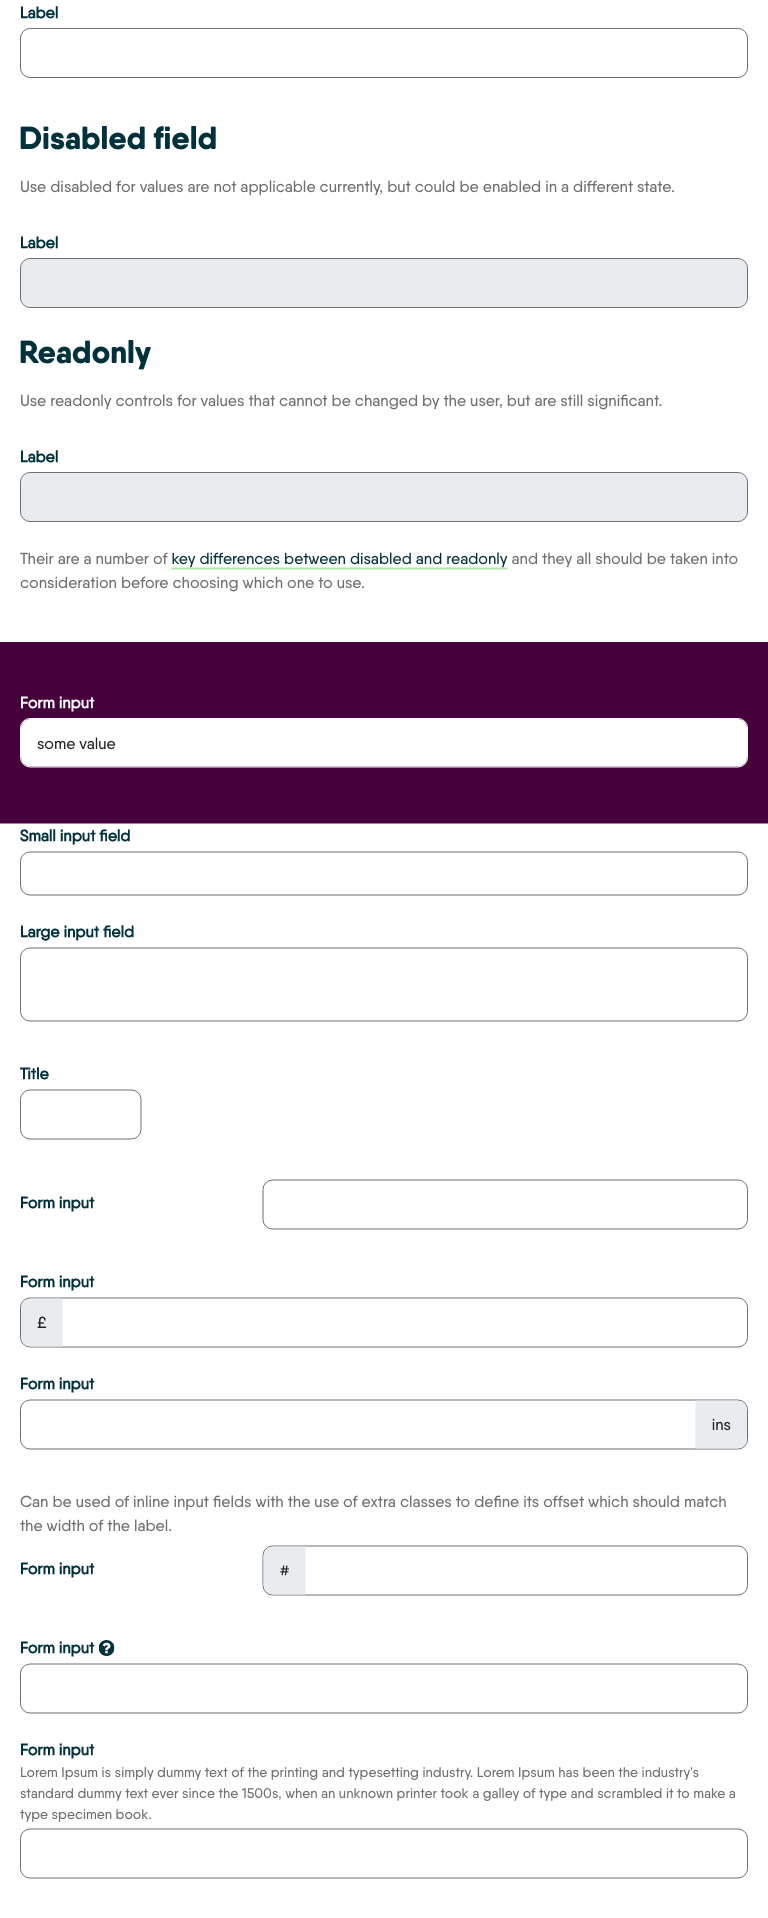 Label
Disabled field
Use disabled for values are not applicable currently, but could be enabled in a different state.
Label
Readonly
Use readonly controls for values that cannot be changed by the user, but are still significant.
Label
Their are a number of key differences between disabled and readonly and they all should be taken into
consideration before choosing which one to use.
Form input
some value
Small input field
Large input field
Title
Form input
Form input
£
Form input
ins
Can be used of inline input fields with the use of extra classes to define its offset which should match
the width of the label.
Form input
#
Form input ?
Form input
Lorem Ipsum is simply dummy text of the printing and typesetting industry. Lorem Ipsum has been the industry's
standard dummy text ever since the 1500s, when an unknown printer took a galley of type and scrambled it to make a
type specimen book.